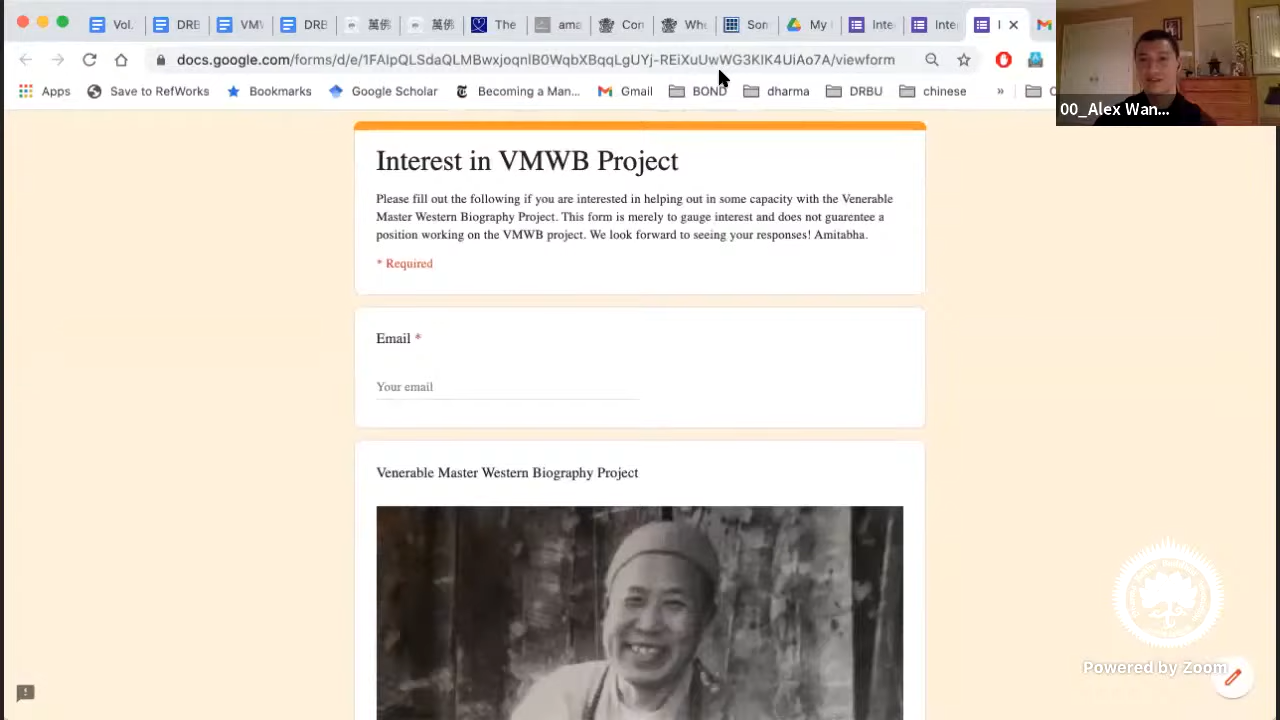 Vol.
DRB
VMV
DRB
萬佛
萬佛
The
ama
Con
Who
Son
My
Inte
Inte
docs.google.com/forms/d/e/1FAIpQLSdaQLMBwxjoqnlB0WqbXBqqLgUYj-REiXuUwWG3KIK4UiAo7A/viewform
Apps
Save to RefWorks
Bookmarks
Google Scholar
Becoming a Man...
Gmail
BOND
dharma
DRBU
chinese
»
00_Alex Wan...
Interest in VMWB Project
Please fill out the following if you are interested in helping out in some capacity with the Venerable
Master Western Biography Project. This form is merely to gauge interest and does not guarentee a
position working on the VMWB project. We look forward to seeing your responses! Amitabha.
* Required
Email *
Your email
Venerable Master Western Biography Project
Powered by Zoom